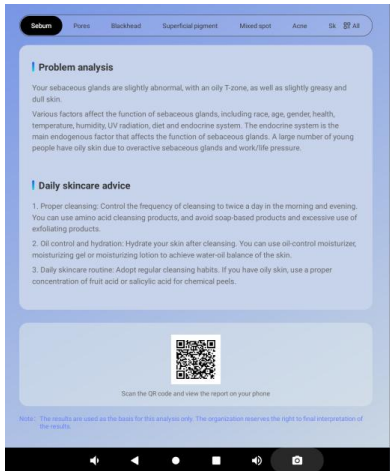 Sebum Pores Blackhead Superficial pigment Mixed spot Acne Sk All
Problem analysis
Your sebaceous glands are slightly abnormal, with an oily T-zone, as well as slightly greasy and
dull skin.
Various factors affect the function of sebaceous glands, including race, age, gender, health,
temperature, humidity, UV radiation, diet and endocrine system. The endocrine system is the
main endogenous factor that affects the function of sebaceous glands. A large number of young
people have oily skin due to overactive sebaceous glands and work/life pressure.
Daily skincare advice
1. Proper cleansing: Control the frequency of cleansing to twice a day in the morning and evening.
You can use amino acid cleansing products, and avoid soap-based products and excessive use of
exfoliating products.
2. Oil control and hydration: Hydrate your skin after cleansing. You can use oil-control moisturizer,
moisturizing gel or moisturizing lotion to achieve water-oil balance of the skin.
3. Daily skincare routine: Adopt regular cleansing habits. If you have oily skin, use a proper
concentration of fruit acid or salicylic acid for chemical peels.
Scan the QR code and view the report on your phone
Note: The results are used as the basis for this analysis only. The organization reserves the right to final interpretation of
the results.